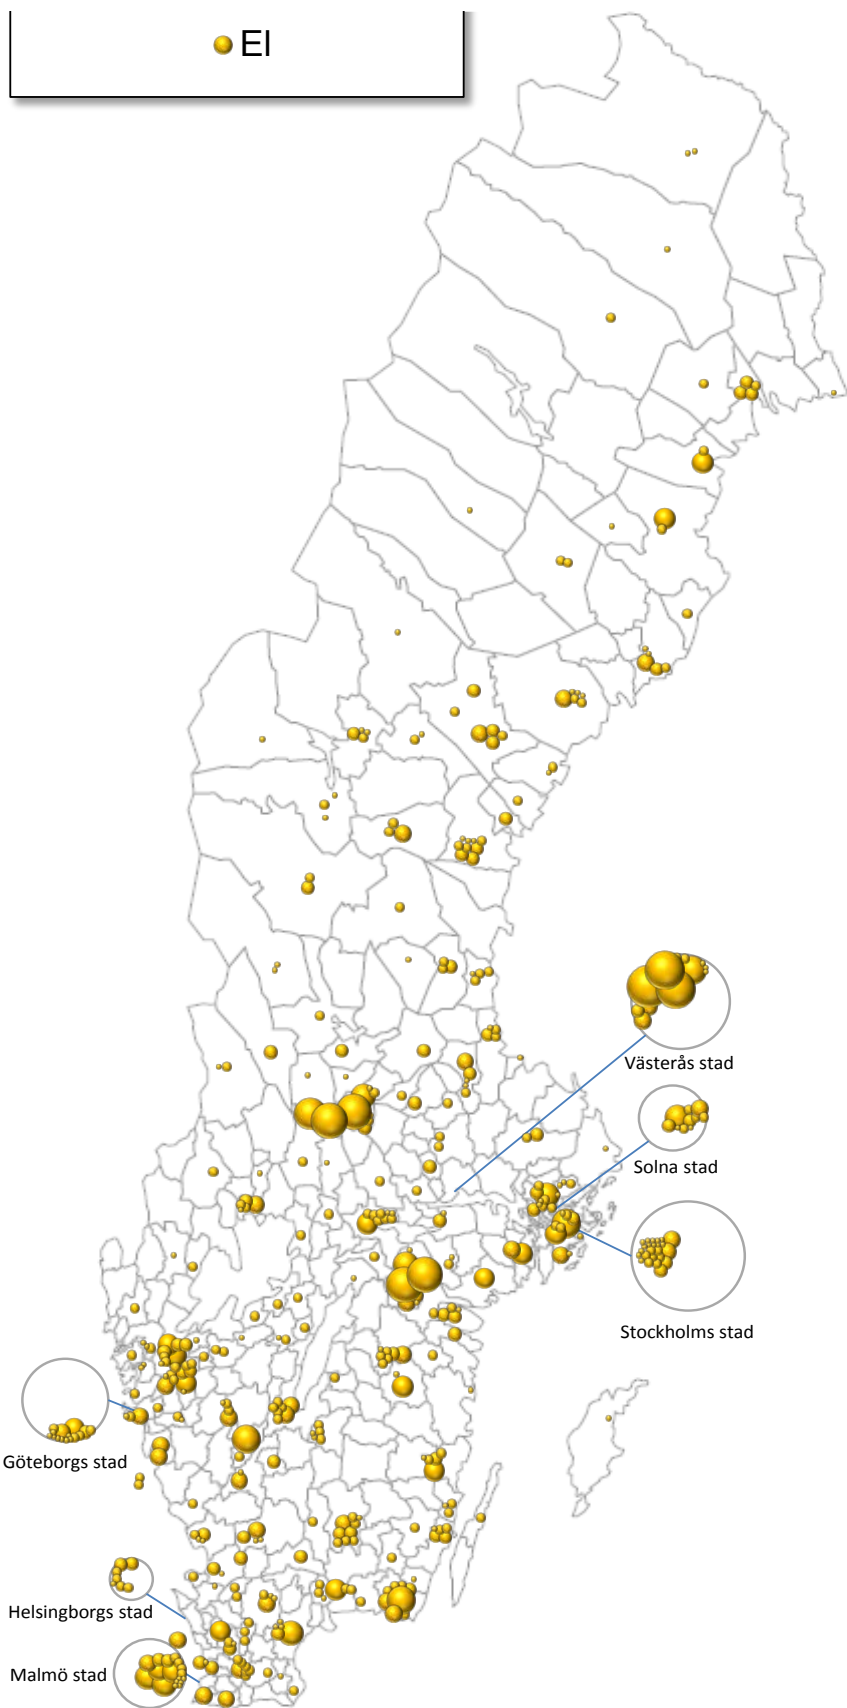 El
Västerås stad
Solna stad
Stockholms stad
Göteborgs stad
Helsingborgs stad
Malmö stad